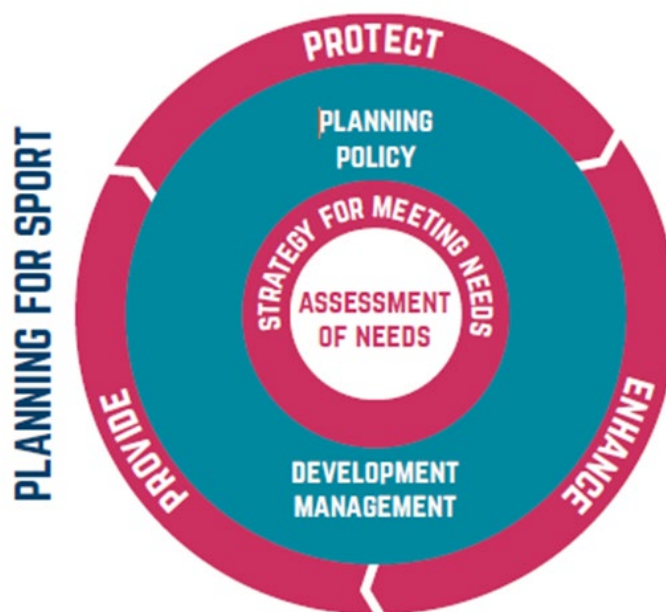 PLANNING FOR SPORT
PROTECT
PLANNING
POLICY
STRATEGY FOR MEETING NEEDS
ASSESSMENT
OF NEEDS
DEVELOPMENT
MANAGEMENT
PROVIDE
ENHANCE